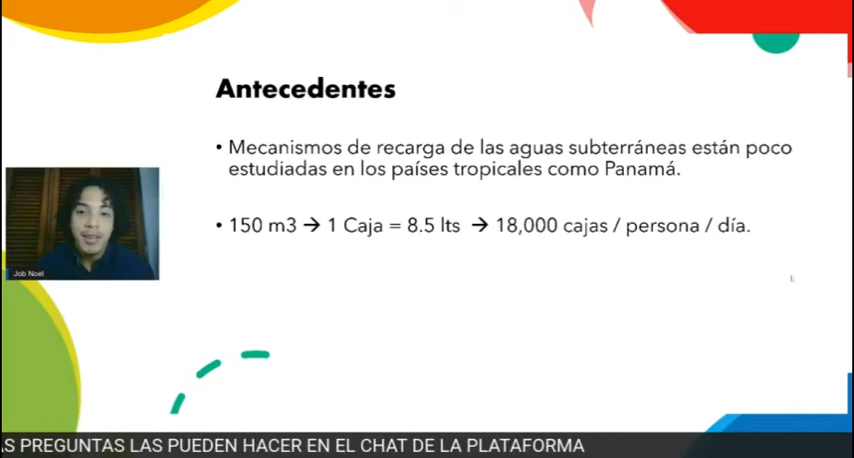 Antecedentes
• Mecanismos de recarga de las aguas subterráneas están poco
estudiadas en los países tropicales como Panamá.
• 150 m3 → 1 Caja = 8.5 lts → 18,000 cajas / persona / día.
Job Noel
AS PREGUNTAS LAS PUEDEN HACER EN EL CHAT DE LA PLATAFORMA